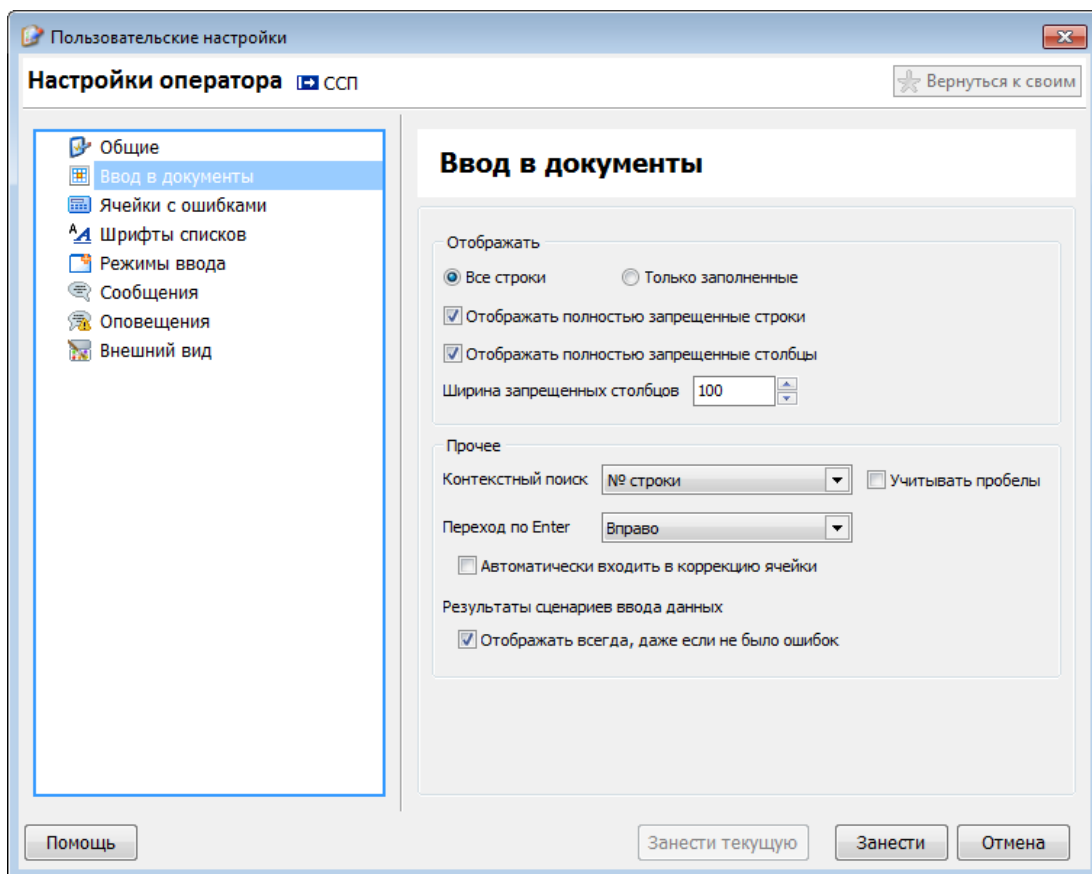 Пользовательские настройки
Настройки оператора ССП
Вернуться к своим
Общие
Ввод в документы
Ячейки с ошибками
Шрифты списков
Режимы ввода
Сообщения
Оповещения
Внешний вид
Ввод в документы
Отображать
Все строки Только заполненные
Отображать полностью запрещенные строки
Отображать полностью запрещенные столбцы
Ширина запрещенных столбцов 100
Прочее
Контекстный поиск № строки Учитывать пробелы
Переход по Enter Вправо
Автоматически входить в коррекцию ячейки
Результаты сценариев ввода данных
Отображать всегда, даже если не было ошибок
Помощь Занести текущую Занести Отмена